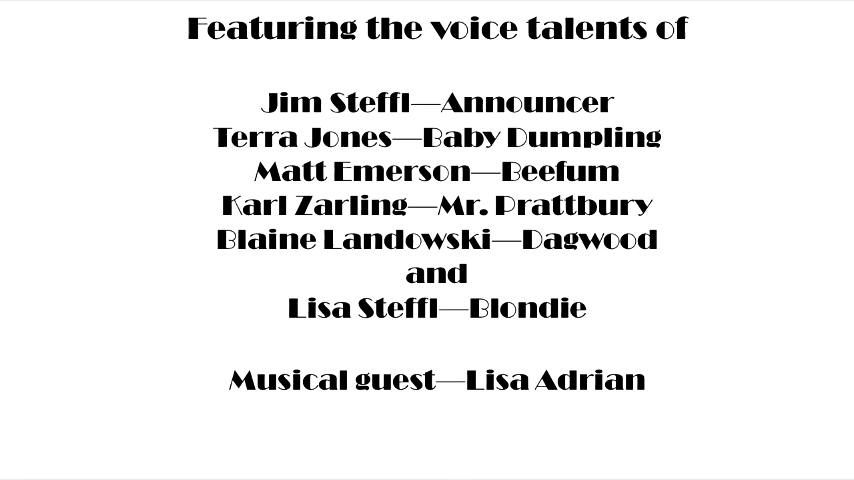 Featuring the voice talents of
Jim Steffl—Announcer
Terra Jones—Baby Dumpling
Matt Emerson—Beefum
Karl Zarling—Mr. Prattbury
Blaine Landowski—Dagwood
and
Lisa Steffl—Blondie
Musical guest—Lisa Adrian